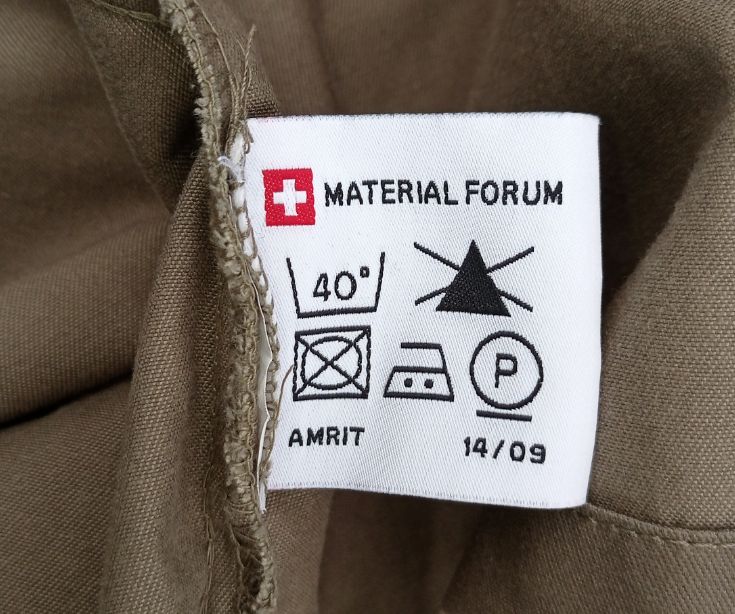 MATERIAL FORUM
40°
P
AMRIT 14/09